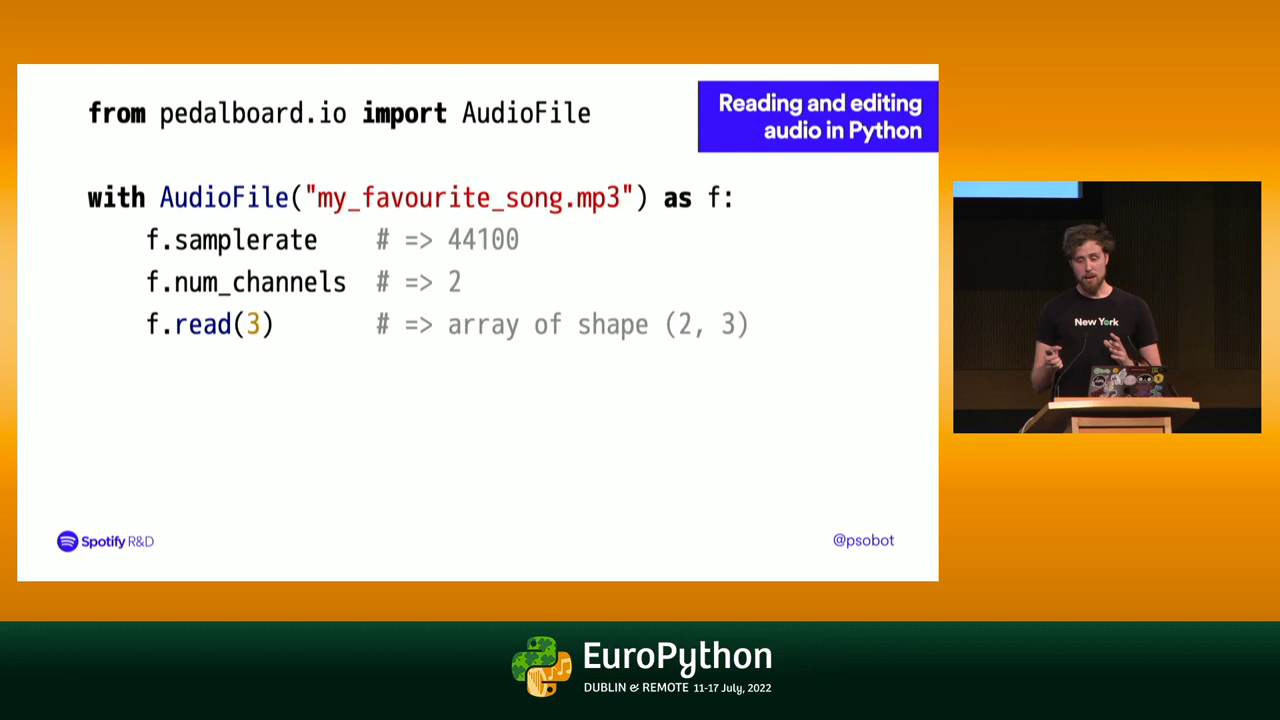 from pedalboard.io import AudioFile
Reading and editing
audio in Python
with AudioFile("my_favourite_song.mp3") as f:
    f.samplerate    # => 44100
    f.num_channels  # => 2
    f.read(3)       # => array of shape (2, 3)
New York
Spotify R&D
@psobot
EuroPython
DUBLIN & REMOTE 11-17 July, 2022